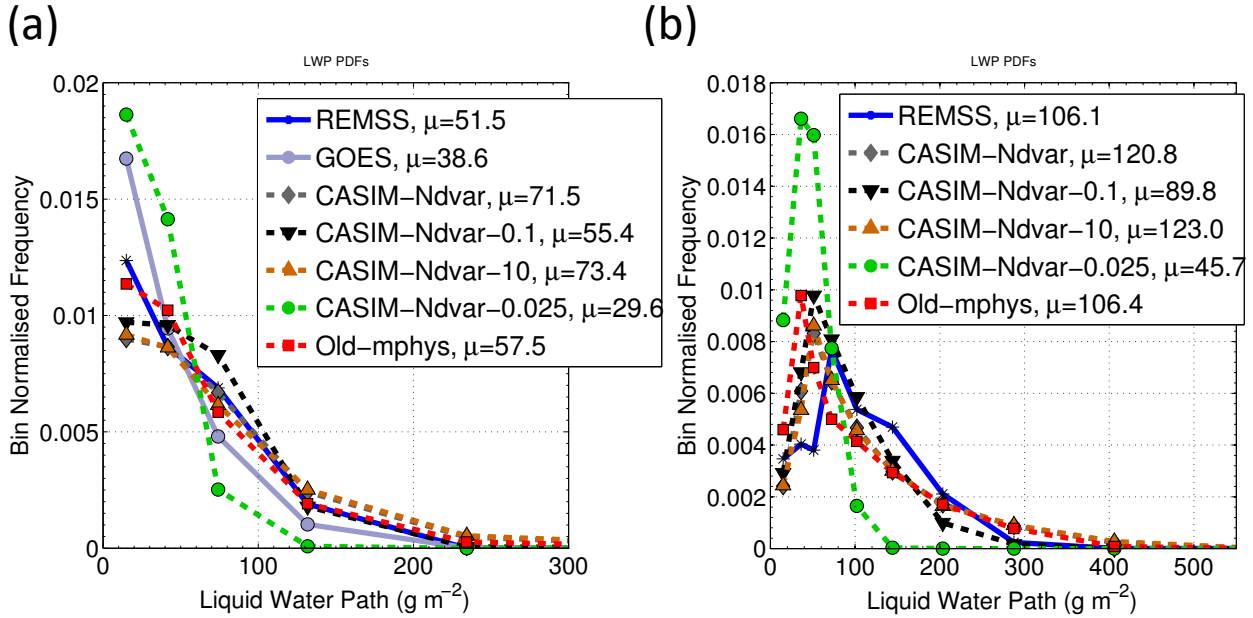 (a)
LWP PDFs
0.02
0.015
0.01
0.005
0
Bin Normalised Frequency
REMSS, μ=51.5
GOES, μ=38.6
CASIM−Ndvar, μ=71.5
CASIM−Ndvar−0.1, μ=55.4
CASIM−Ndvar−10, μ=73.4
CASIM−Ndvar−0.025, μ=29.6
Old−mphys, μ=57.5
0 100 200 300
Liquid Water Path (g m⁻²)
(b)
LWP PDFs
0.018
0.016
0.014
0.012
0.01
0.008
0.006
0.004
0.002
0
Bin Normalised Frequency
REMSS, μ=106.1
CASIM−Ndvar, μ=120.8
CASIM−Ndvar−0.1, μ=89.8
CASIM−Ndvar−10, μ=123.0
CASIM−Ndvar−0.025, μ=45.7
Old−mphys, μ=106.4
0 100 200 300 400 500
Liquid Water Path (g m⁻²)